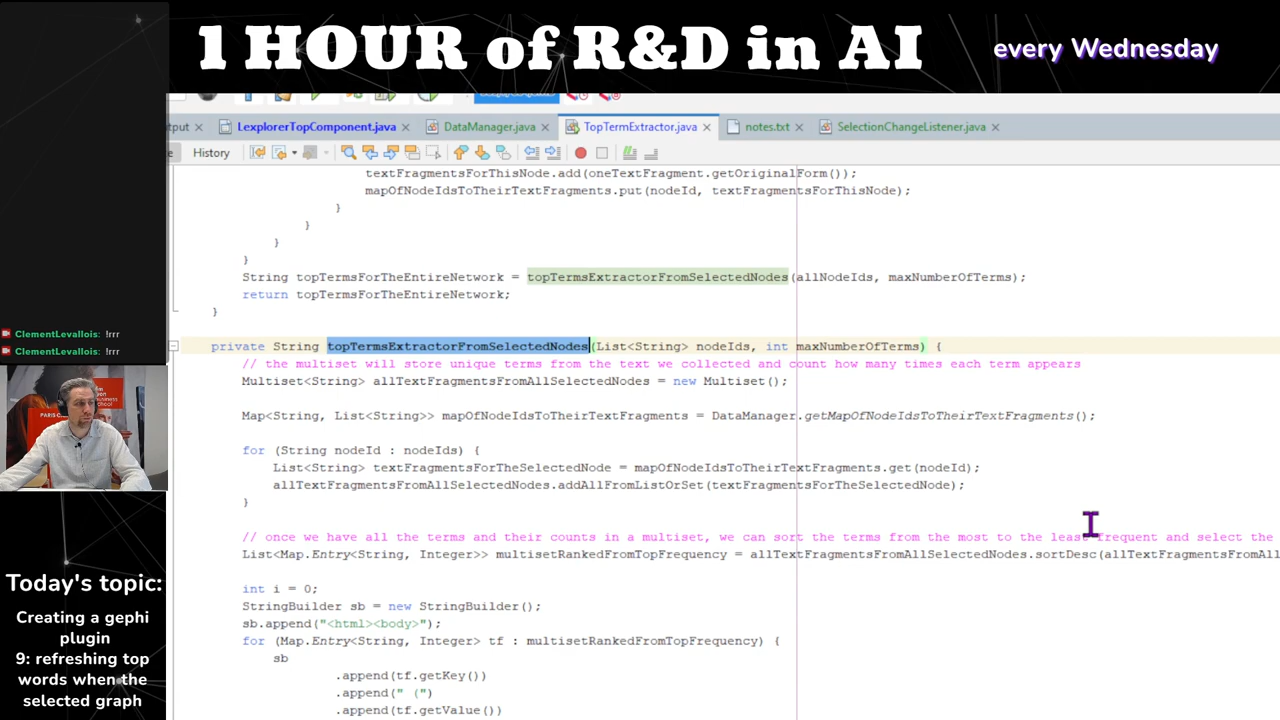 1 HOUR of R&D in AI
every Wednesday
tput
LexplorerTopComponent.java
DataManager.java
TopTermExtractor.java
notes.txt
SelectionChangeListener.java
History
textFragmentsForThisNode.add(oneTextFragment.getOriginalForm());
mapOfNodeIdsToTheirTextFragments.put(nodeId, textFragmentsForThisNode);
}
}
}
}
String topTermsForTheEntireNetwork = topTermsExtractorFromSelectedNodes(allNodeIds, maxNumberOfTerms);
return topTermsForTheEntireNetwork;
}
private String topTermsExtractorFromSelectedNodes(List<String> nodeIds, int maxNumberOfTerms) {
// the multiset will store unique terms from the text we collected and count how many times each term appears
Multiset<String> allTextFragmentsFromAllSelectedNodes = new Multiset();
Map<String, List<String>> mapOfNodeIdsToTheirTextFragments = DataManager.getMapOfNodeIdsToTheirTextFragments();
for (String nodeId : nodeIds) {
List<String> textFragmentsForTheSelectedNode = mapOfNodeIdsToTheirTextFragments.get(nodeId);
allTextFragmentsFromAllSelectedNodes.addAllFromListOrSet(textFragmentsForTheSelectedNode);
}
// once we have all the terms and their counts in a multiset, we can sort the terms from the most to the least frequent and select the
List<Map.Entry<String, Integer>> multisetRankedFromTopFrequency = allTextFragmentsFromAllSelectedNodes.sortDesc(allTextFragmentsFromAll
int i = 0;
StringBuilder sb = new StringBuilder();
sb.append("<html><body>");
for (Map.Entry<String, Integer> tf : multisetRankedFromTopFrequency) {
sb
.append(tf.getKey())
.append(" (")
.append(tf.getValue())
ClementLevallois: !rrr
ClementLevallois: !rrr
Today's topic:
Creating a gephi
plugin
9: refreshing top
words when the
selected graph